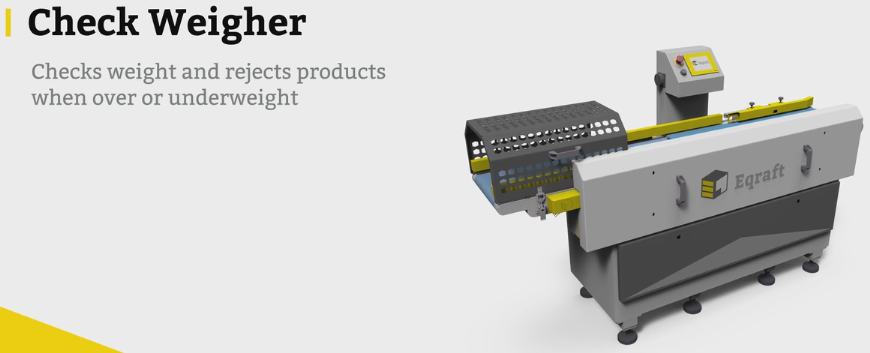 Check Weigher
Checks weight and rejects products
when over or underweight
Eqraft